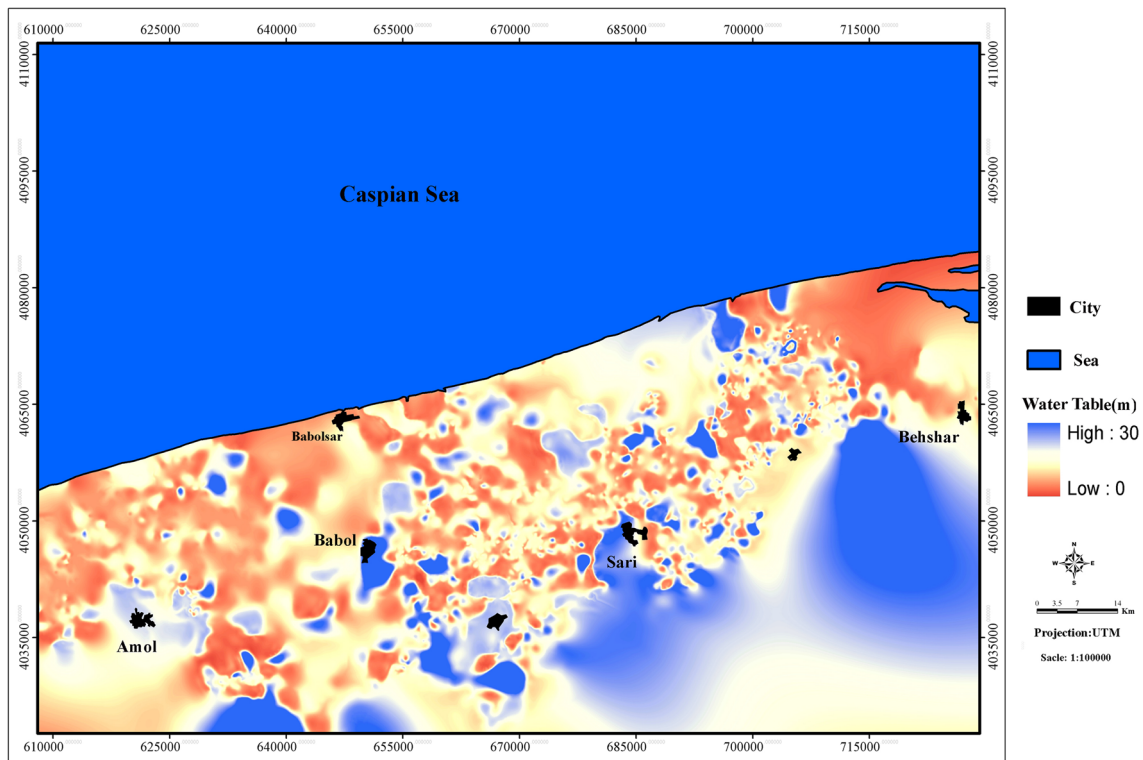 610000 625000 640000 655000 670000 685000 700000 715000
4110000 4110000
4095000 4095000
Caspian Sea
4080000 4080000
City
Sea
4065000 4065000
Water Table(m)
Babolsar
Behshar
High : 30
Low : 0
4050000 4050000
Babol
Sari
N
W E
S
0 3.5 7 14
Km
4035000 4035000
Amol
Projection:UTM
Sacle: 1:100000
610000 625000 640000 655000 670000 685000 700000 715000